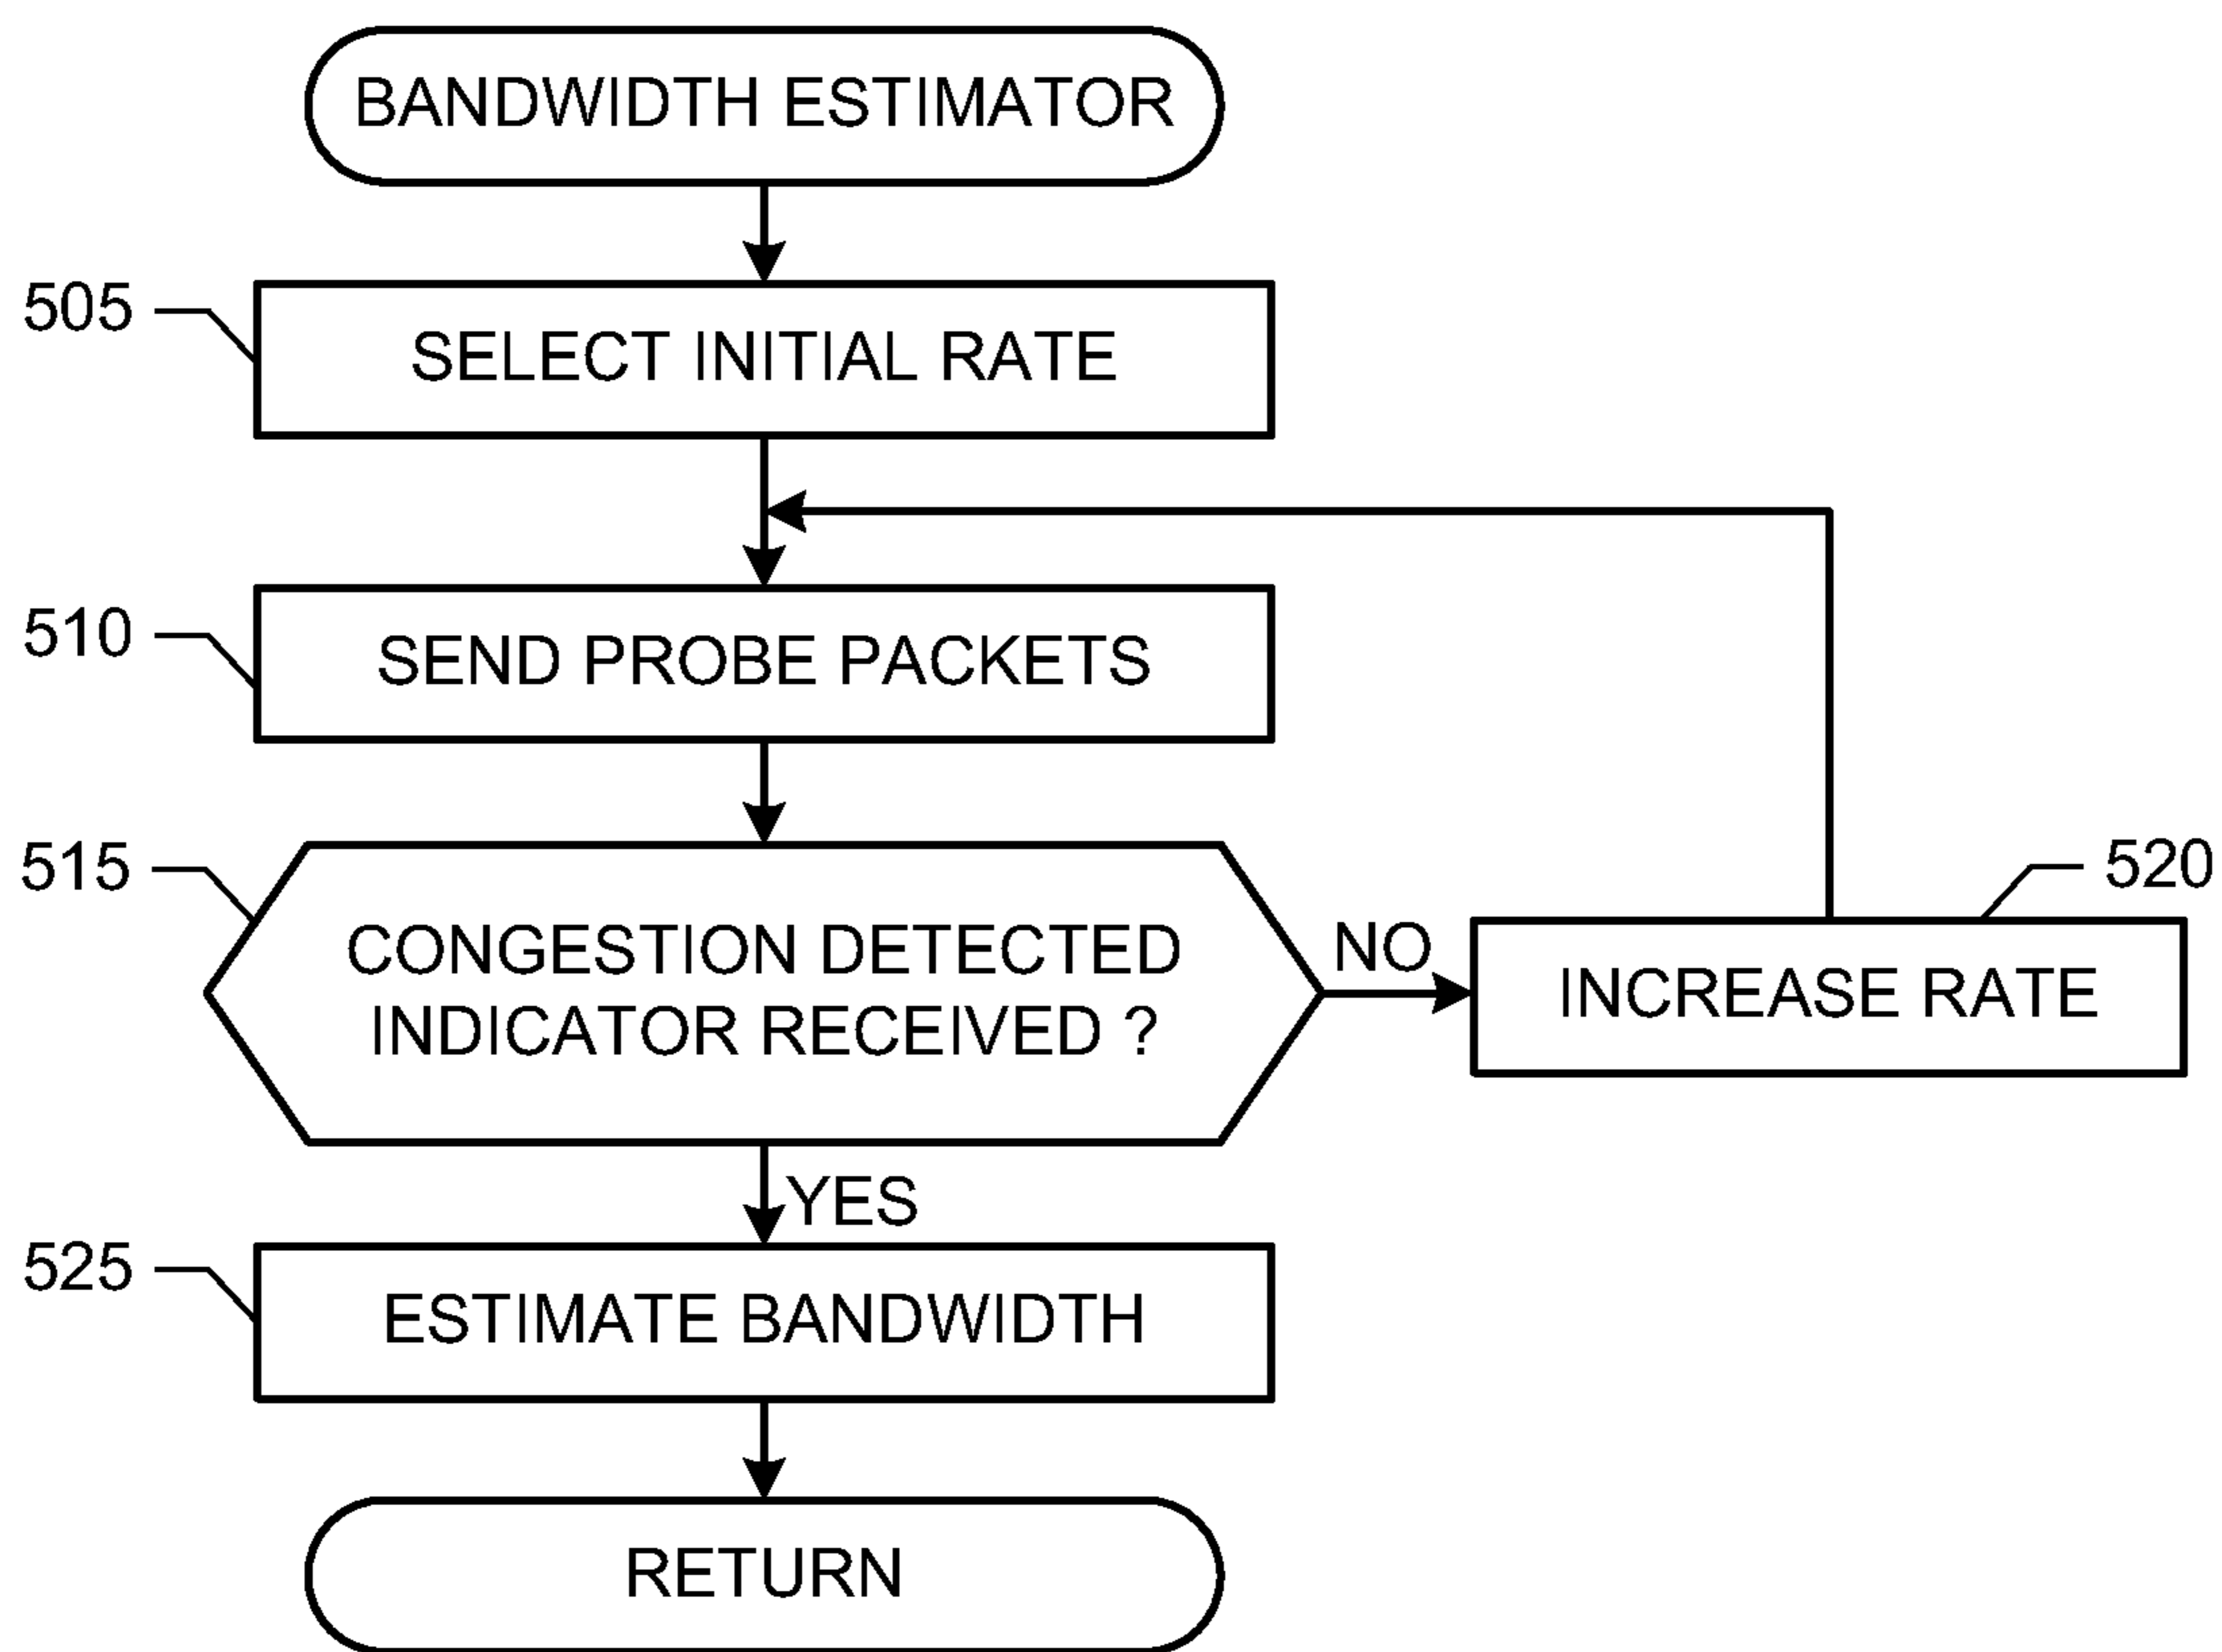 BANDWIDTH ESTIMATOR
505
SELECT INITIAL RATE
510
SEND PROBE PACKETS
515
CONGESTION DETECTED
INDICATOR RECEIVED ?
NO
520
INCREASE RATE
YES
525
ESTIMATE BANDWIDTH
RETURN